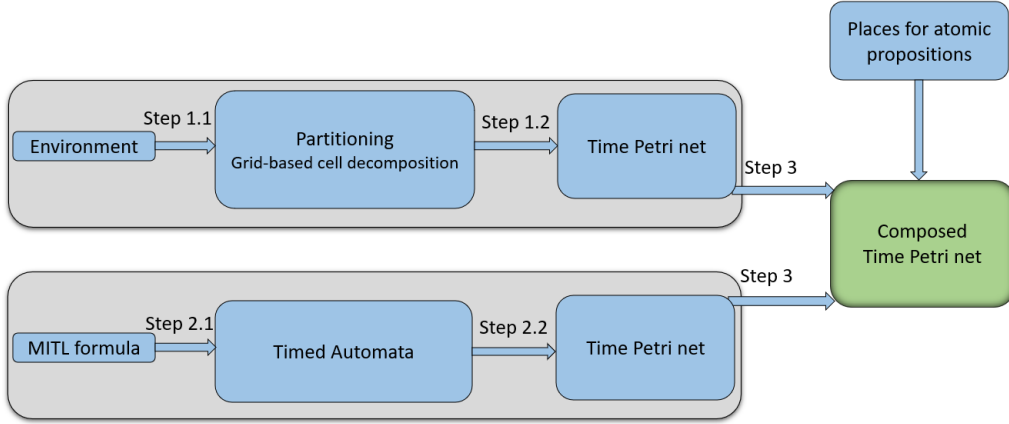 Places for atomic
propositions
Step 1.1
Environment
Partitioning
Grid-based cell decomposition
Step 1.2
Time Petri net
Step 3
Composed
Time Petri net
Step 2.1
MITL formula
Timed Automata
Step 2.2
Time Petri net
Step 3